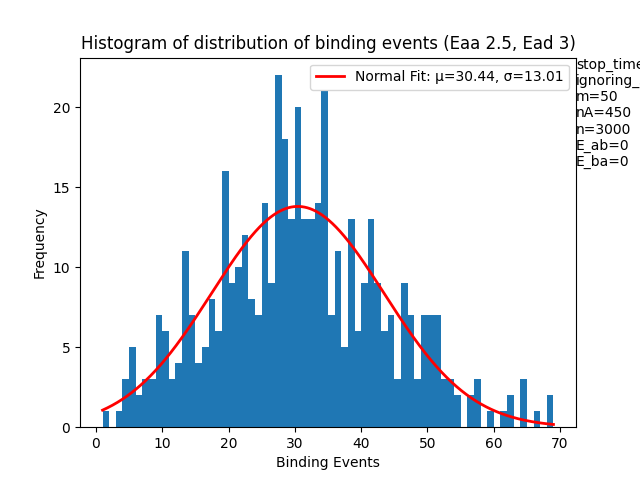 Histogram of distribution of binding events (Eaa 2.5, Ead 3)
Normal Fit: μ=30.44, σ=13.01
stop_time
ignoring_
m=50
nA=450
n=3000
E_ab=0
E_ba=0
Frequency
20
15
10
5
0
0 10 20 30 40 50 60 70
Binding Events